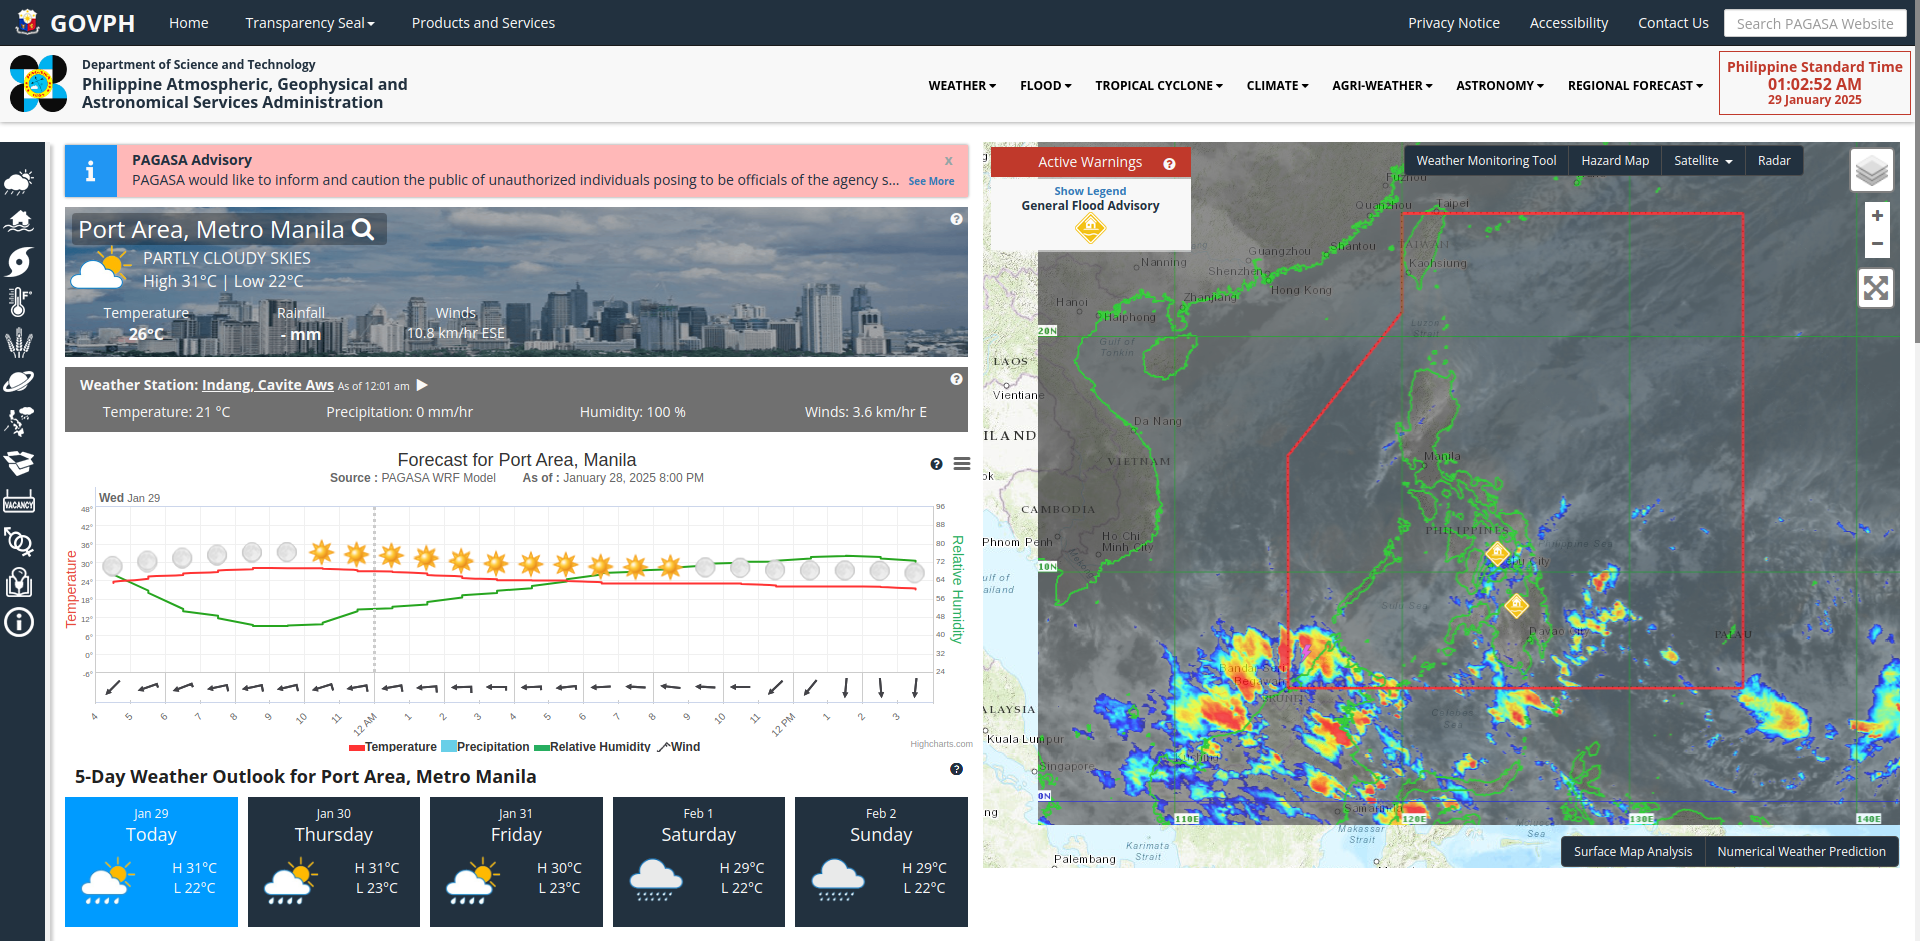 GOVPH
Home
Transparency Seal
Products and Services
Privacy Notice
Accessibility
Contact Us
Search PAGASA Website
Department of Science and Technology
Philippine Atmospheric, Geophysical and
Astronomical Services Administration
WEATHER
FLOOD
TROPICAL CYCLONE
CLIMATE
AGRI-WEATHER
ASTRONOMY
REGIONAL FORECAST
Philippine Standard Time
01:02:52 AM
29 January 2025
PAGASA Advisory
x
PAGASA would like to inform and caution the public of unauthorized individuals posing to be officials of the agency s...
See More
Port Area, Metro Manila
PARTLY CLOUDY SKIES
High 31°C | Low 22°C
Temperature
Rainfall
Winds
26°C
- mm
10.8 km/hr ESE
Weather Station: Indang, Cavite Aws As of 12:01 am
Temperature: 21 °C
Precipitation: 0 mm/hr
Humidity: 100 %
Winds: 3.6 km/hr E
VACANCY
Forecast for Port Area, Manila
Source : PAGASA WRF Model As of : January 28, 2025 8:00 PM
Wed Jan 29
Temperature
48°
42°
36°
30°
24°
18°
12°
6°
0°
-6°
96
88
80
72
64
56
48
40
32
24
Relative Humidity
4 5 6 7 8 9 10 11 12 AM 1 2 3 4 5 6 7 8 9 10 11 12 PM 1 2 3
Temperature Precipitation Relative Humidity Wind
Highcharts.com
5-Day Weather Outlook for Port Area, Metro Manila
Jan 29
Today
H 31°C
L 22°C
Jan 30
Thursday
H 31°C
L 23°C
Jan 31
Friday
H 30°C
L 23°C
Feb 1
Saturday
H 29°C
L 22°C
Feb 2
Sunday
H 29°C
L 22°C
Active Warnings
Show Legend
General Flood Advisory
Weather Monitoring Tool
Hazard Map
Satellite
Radar
+
−
Fuzhou
Quanzhou
Taipei
Guangzhou
Shantou
TAIWAN
Nanning
Shenzhen
Kaohsiung
Hong Kong
Hanoi
Zhanjiang
Haiphong
Luzon
Strait
20N
Gulf of
Tonkin
LAOS
Vientiane
Da Nang
ILAND
Manila
VIETNAM
ok
CAMBODIA
PHILIPPINES
Phnom Penh
Ho Chi
Minh City
10N
ulf of
ailand
Sulu Sea
Davao City
PALAU
Bandar Seri
Begawan
BRUNEI
ALAYSIA
Celebes
Sea
Kuala Lumpur
Kuching
Singapore
0N
Samarinda
ng
110E
120E
130E
140E
Makassar
Strait
Sea
Karimata
Strait
Palembang
Surface Map Analysis
Numerical Weather Prediction